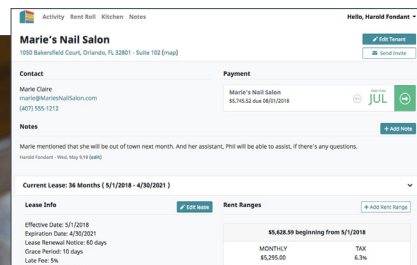 Activity Rent Roll Kitchen Notes
Hello, Harold Fondant
Marie's Nail Salon
Edit Tenant
1050 Bakersfield Court, Orlando, FL 32801 - Suite 102 (map)
Send Invite
Contact
Payment
Marie Claire
marie@MariesNailSalon.com
(407) 555-1212
Marie's Nail Salon
$5,745.52 due 08/01/2018
JUL
Notes
+ Add Note
Marie mentioned that she will be out of town next month. And her assistant, Phil will be able to assist, if there's any questions.
Harold Fondant - Wed, May 9,18 (edit)
Current Lease: 36 Months ( 5/1/2018 - 4/30/2021 )
Lease Info
Edit lease
Rent Ranges
+ Add Rent Range
Effective Date: 5/1/2018
Expiration Date: 4/30/2021
Lease Renewal Notice: 60 days
Grace Period: 10 days
Late Fee: 5%
$5,628.59 beginning from 5/1/2018
MONTHLY TAX
$5,295.00 6.3%